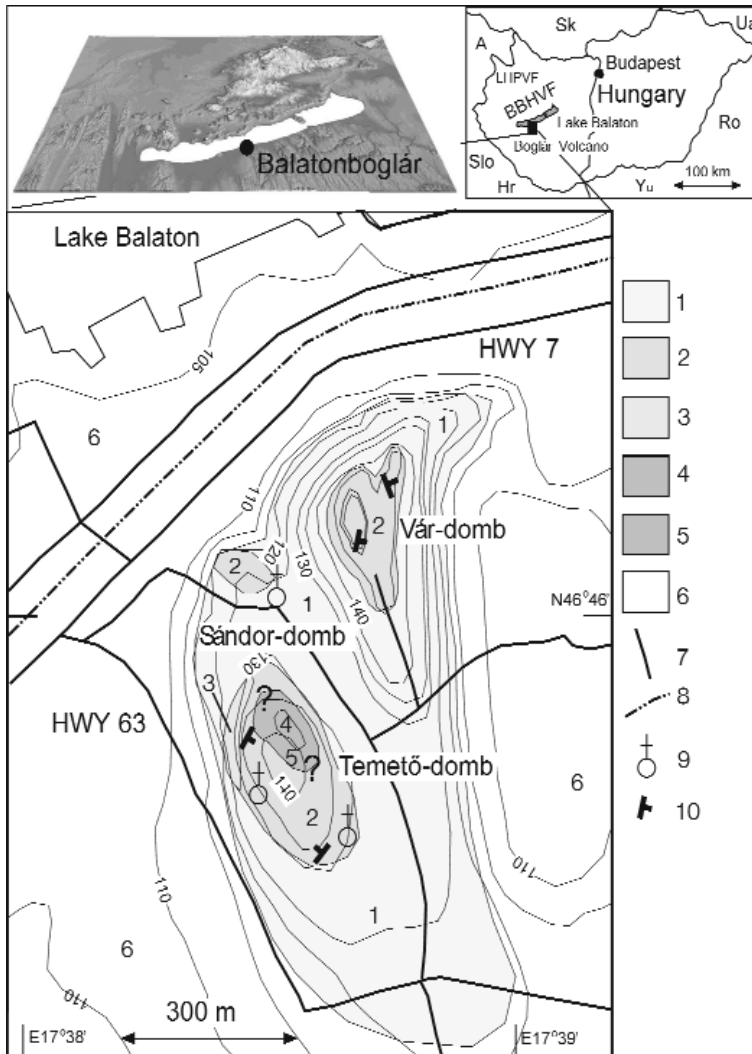 Balatonboglár
Sk
Ua
A
Budapest
LHPVF
Hungary
BBHVF
Lake Balaton
Ro
Boglár Volcano
Slo
Hr
Yu
100 km
Lake Balaton
HWY 7
105
6
1
110
2
Vár-domb
120
130
2
1
140
N46°46'
Sándor-domb
130
3
?
HWY 63
4
5
?
Temető-domb
140
6
2
110
110
1
6
110
300 m
E17°38'
E17°39'
1
2
3
4
5
6
7
8
9
10